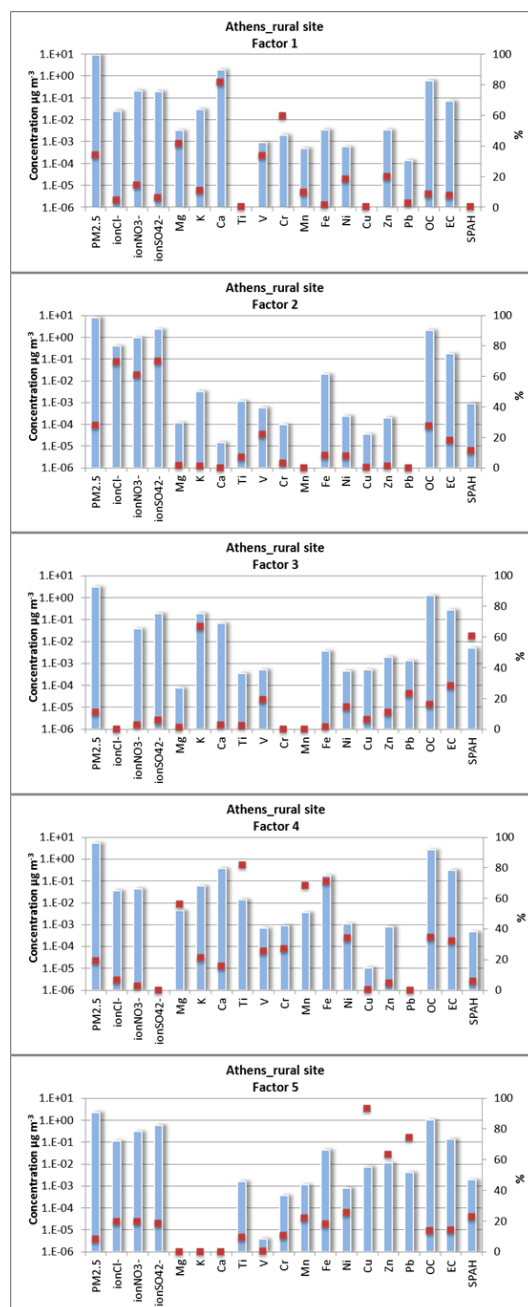 Athens_rural site
Factor 1
Concentration µg m-3
1.E+01 100
1.E+00 80
1.E-01
1.E-02 60
1.E-03 40
1.E-04
1.E-05 20
1.E-06 0
%
PM2.5 ionCl- ionNO3- ionSO42- Mg K Ca Ti V Cr Mn Fe Ni Cu Zn Pb OC EC SPAH
Athens_rural site
Factor 2
Concentration µg m-3
1.E+01 100
1.E+00 80
1.E-01
1.E-02 60
1.E-03 40
1.E-04
1.E-05 20
1.E-06 0
%
PM2.5 ionCl- ionNO3- ionSO42- Mg K Ca Ti V Cr Mn Fe Ni Cu Zn Pb OC EC SPAH
Athens_rural site
Factor 3
Concentration µg m-3
1.E+01 100
1.E+00 80
1.E-01
1.E-02 60
1.E-03 40
1.E-04
1.E-05 20
1.E-06 0
%
PM2.5 ionCl- ionNO3- ionSO42- Mg K Ca Ti V Cr Mn Fe Ni Cu Zn Pb OC EC SPAH
Athens_rural site
Factor 4
Concentration µg m-3
1.E+01 100
1.E+00 80
1.E-01
1.E-02 60
1.E-03 40
1.E-04
1.E-05 20
1.E-06 0
%
PM2.5 ionCl- ionNO3- ionSO42- Mg K Ca Ti V Cr Mn Fe Ni Cu Zn Pb OC EC SPAH
Athens_rural site
Factor 5
Concentration µg m-3
1.E+01 100
1.E+00 80
1.E-01
1.E-02 60
1.E-03 40
1.E-04
1.E-05 20
1.E-06 0
%
PM2.5 ionCl- ionNO3- ionSO42- Mg K Ca Ti V Cr Mn Fe Ni Cu Zn Pb OC EC SPAH